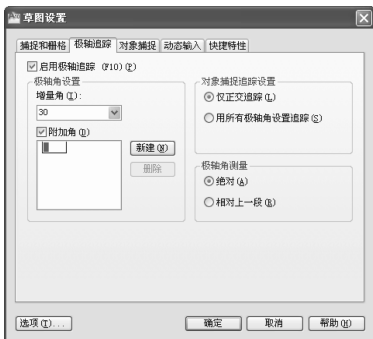 草图设置
捕捉和栅格 极轴追踪 对象捕捉 动态输入 快捷特性
启用极轴追踪 (F10)(P)
极轴角设置
增量角(I):
30
附加角(D)
新建(N)
删除
对象捕捉追踪设置
仅正交追踪(L)
用所有极轴角设置追踪(S)
极轴角测量
绝对(A)
相对上一段(R)
选项(T)... 确定 取消 帮助(H)